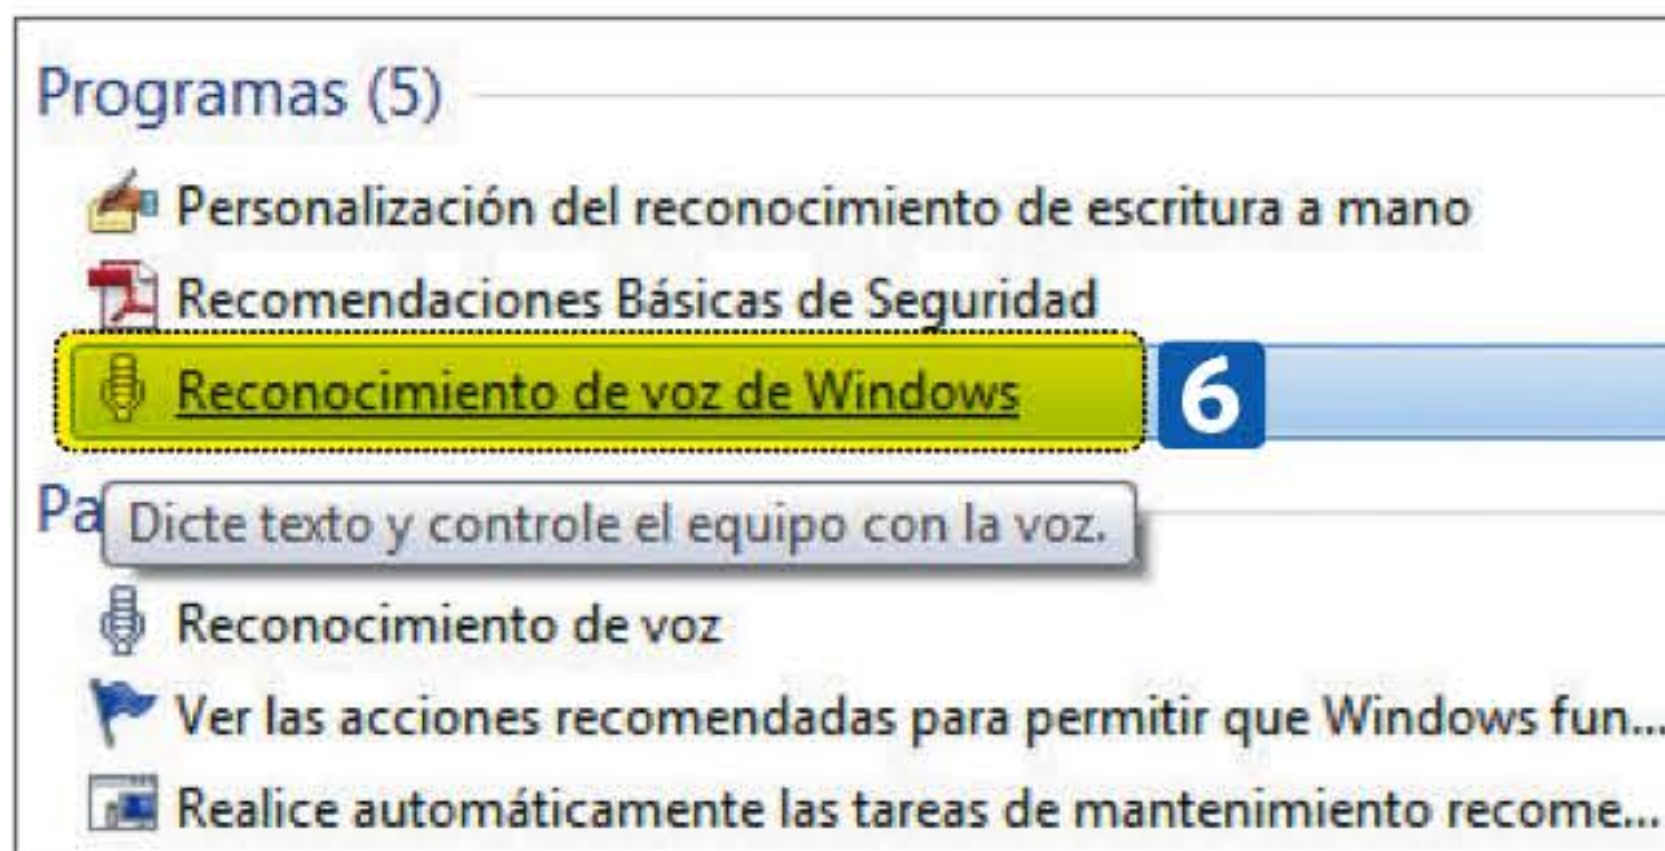 Programas (5)
Personalización del reconocimiento de escritura a mano
Recomendaciones Básicas de Seguridad
Reconocimiento de voz de Windows
6
Pa
Dicte texto y controle el equipo con la voz.
Reconocimiento de voz
Ver las acciones recomendadas para permitir que Windows fun...
Realice automáticamente las tareas de mantenimiento recome...